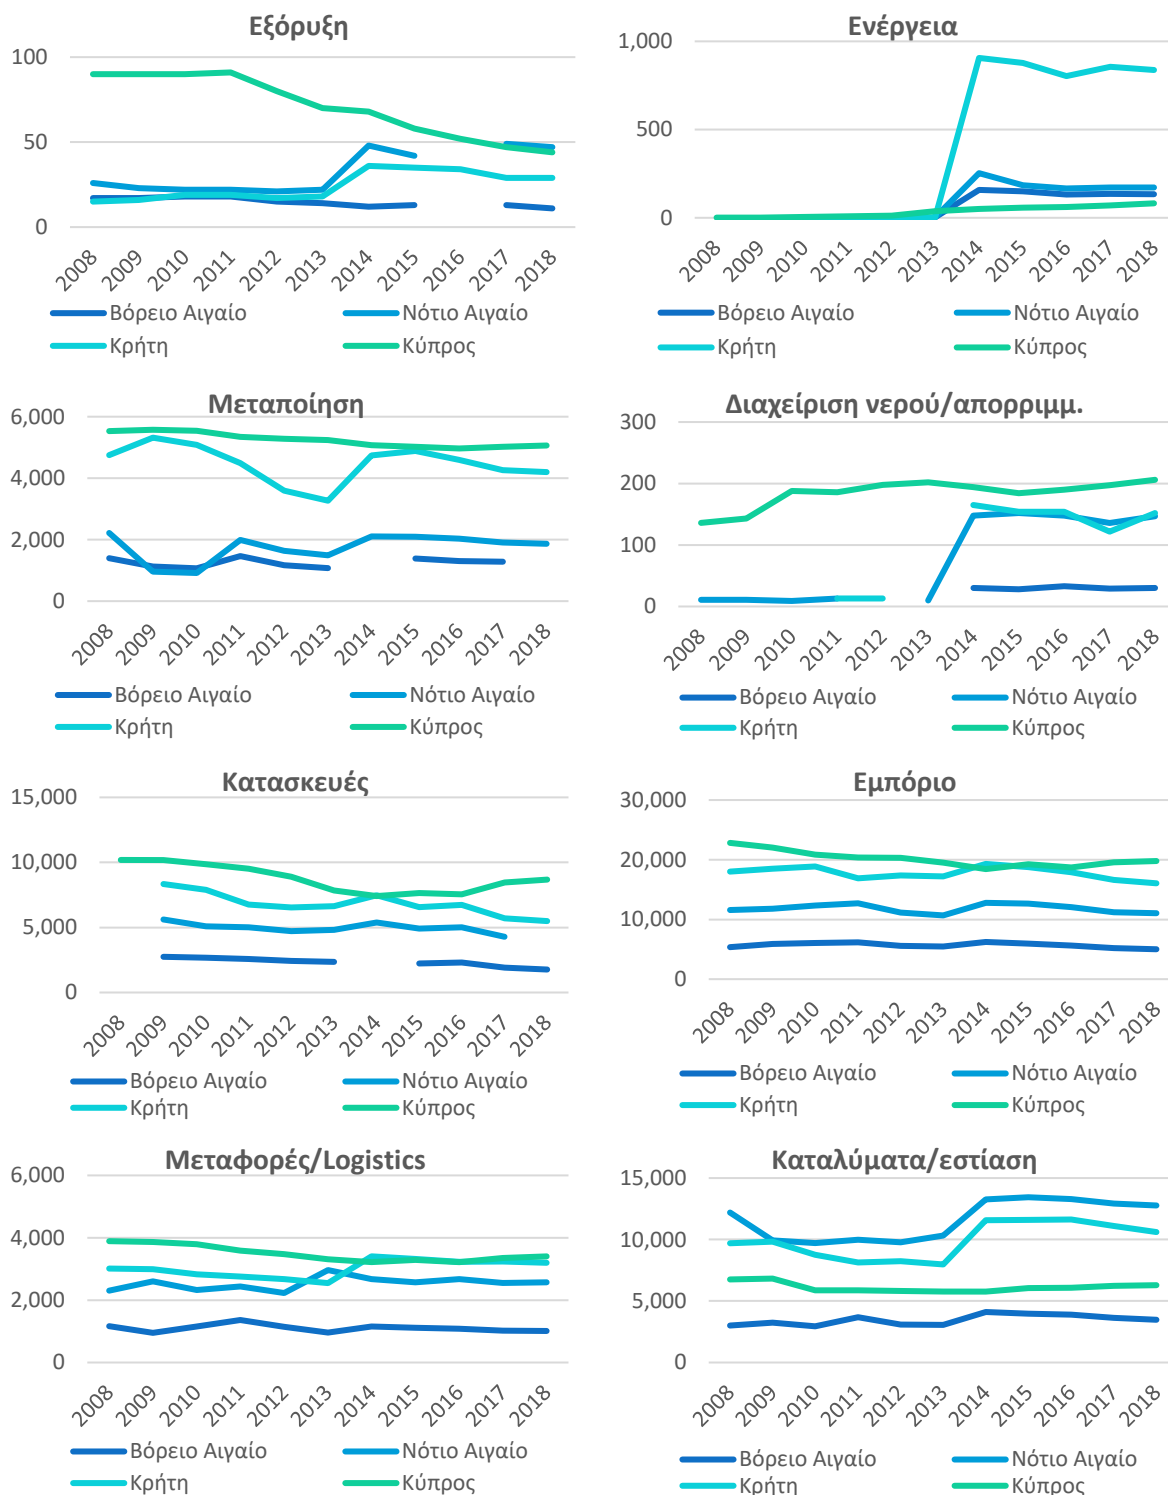 Εξόρυξη
100
50
0
2008 2009 2010 2011 2012 2013 2014 2015 2016 2017 2018
Βόρειο Αιγαίο Νότιο Αιγαίο
Κρήτη Κύπρος
Ενέργεια
1,000
500
0
2008 2009 2010 2011 2012 2013 2014 2015 2016 2017 2018
Βόρειο Αιγαίο Νότιο Αιγαίο
Κρήτη Κύπρος
Μεταποίηση
6,000
4,000
2,000
0
2008 2009 2010 2011 2012 2013 2014 2015 2016 2017 2018
Βόρειο Αιγαίο Νότιο Αιγαίο
Κρήτη Κύπρος
Διαχείριση νερού/απορριμμ.
300
200
100
0
2008 2009 2010 2011 2012 2013 2014 2015 2016 2017 2018
Βόρειο Αιγαίο Νότιο Αιγαίο
Κρήτη Κύπρος
Κατασκευές
15,000
10,000
5,000
0
2008 2009 2010 2011 2012 2013 2014 2015 2016 2017 2018
Βόρειο Αιγαίο Νότιο Αιγαίο
Κρήτη Κύπρος
Εμπόριο
30,000
20,000
10,000
0
2008 2009 2010 2011 2012 2013 2014 2015 2016 2017 2018
Βόρειο Αιγαίο Νότιο Αιγαίο
Κρήτη Κύπρος
Μεταφορές/Logistics
6,000
4,000
2,000
0
2008 2009 2010 2011 2012 2013 2014 2015 2016 2017 2018
Βόρειο Αιγαίο Νότιο Αιγαίο
Κρήτη Κύπρος
Καταλύματα/εστίαση
15,000
10,000
5,000
0
2008 2009 2010 2011 2012 2013 2014 2015 2016 2017 2018
Βόρειο Αιγαίο Νότιο Αιγαίο
Κρήτη Κύπρος